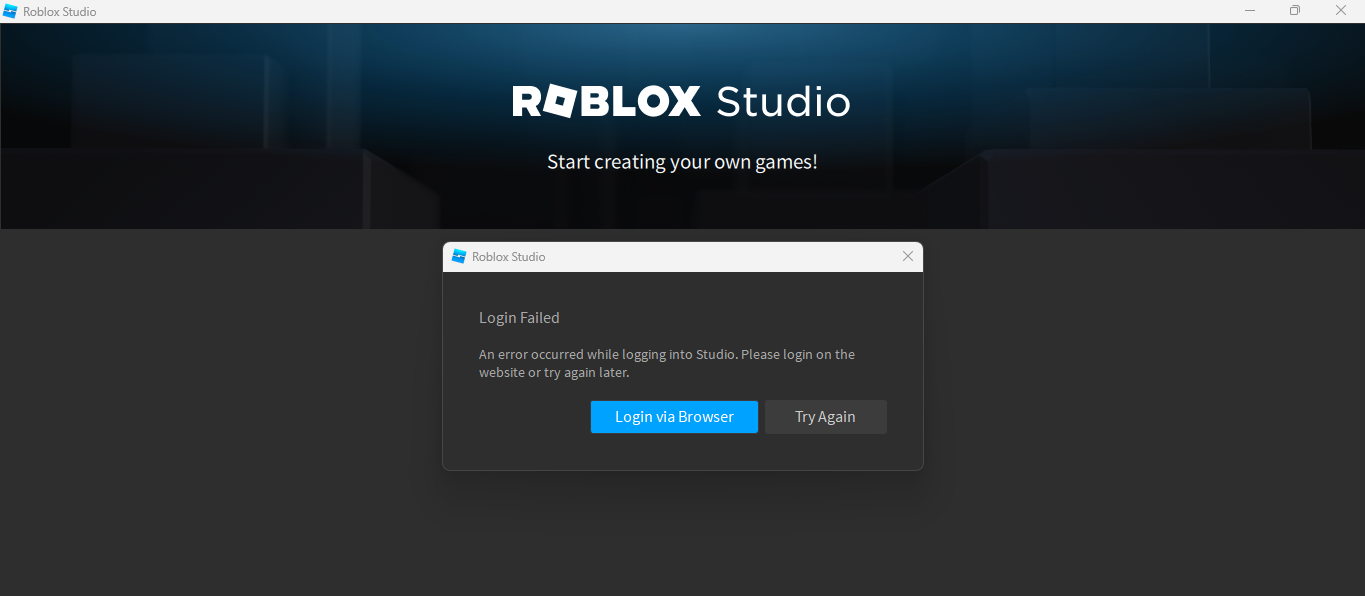 Roblox Studio
ROBLOX Studio
Start creating your own games!
Roblox Studio
Login Failed
An error occurred while logging into Studio. Please login on the
website or try again later.
Login via Browser
Try Again